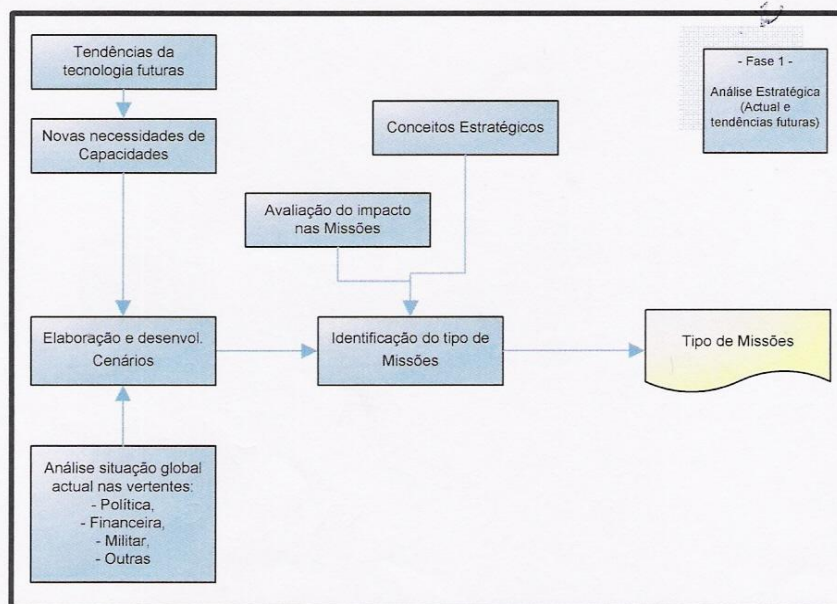 Tendências da
tecnologia futuras
- Fase 1 -
Análise Estratégica
(Actual e
tendências futuras)
Novas necessidades de
Capacidades
Conceitos Estratégicos
Avaliação do impacto
nas Missões
Elaboração e desenvol.
Cenários
Identificação do tipo de
Missões
Tipo de Missões
Análise situação global
actual nas vertentes:
- Política,
- Financeira,
- Militar,
- Outras